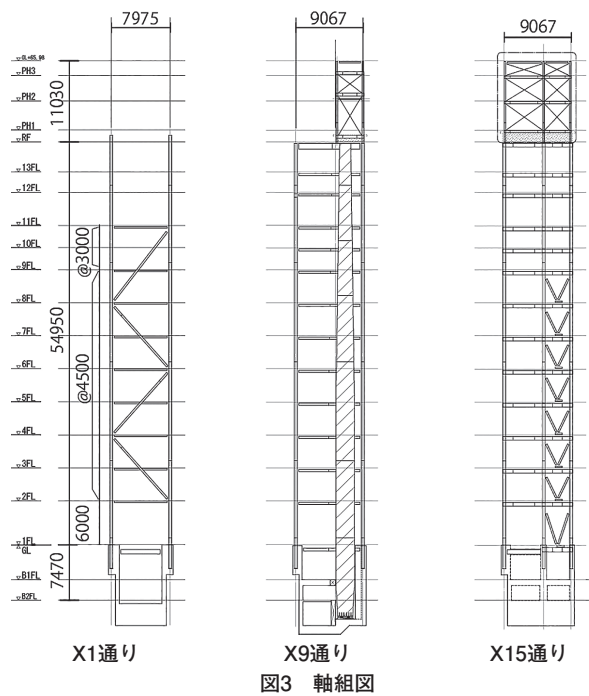 7975
9067
9067
GL+65.98
PH3
PH2
PH1
RF
13FL
12FL
11FL
10FL
9FL
8FL
7FL
6FL
5FL
4FL
3FL
2FL
1FL
GL
B1FL
B2FL
11030
54950
7470
@3000
@4500
6000
X1通り
X9通り
X15通り
図3 軸組図